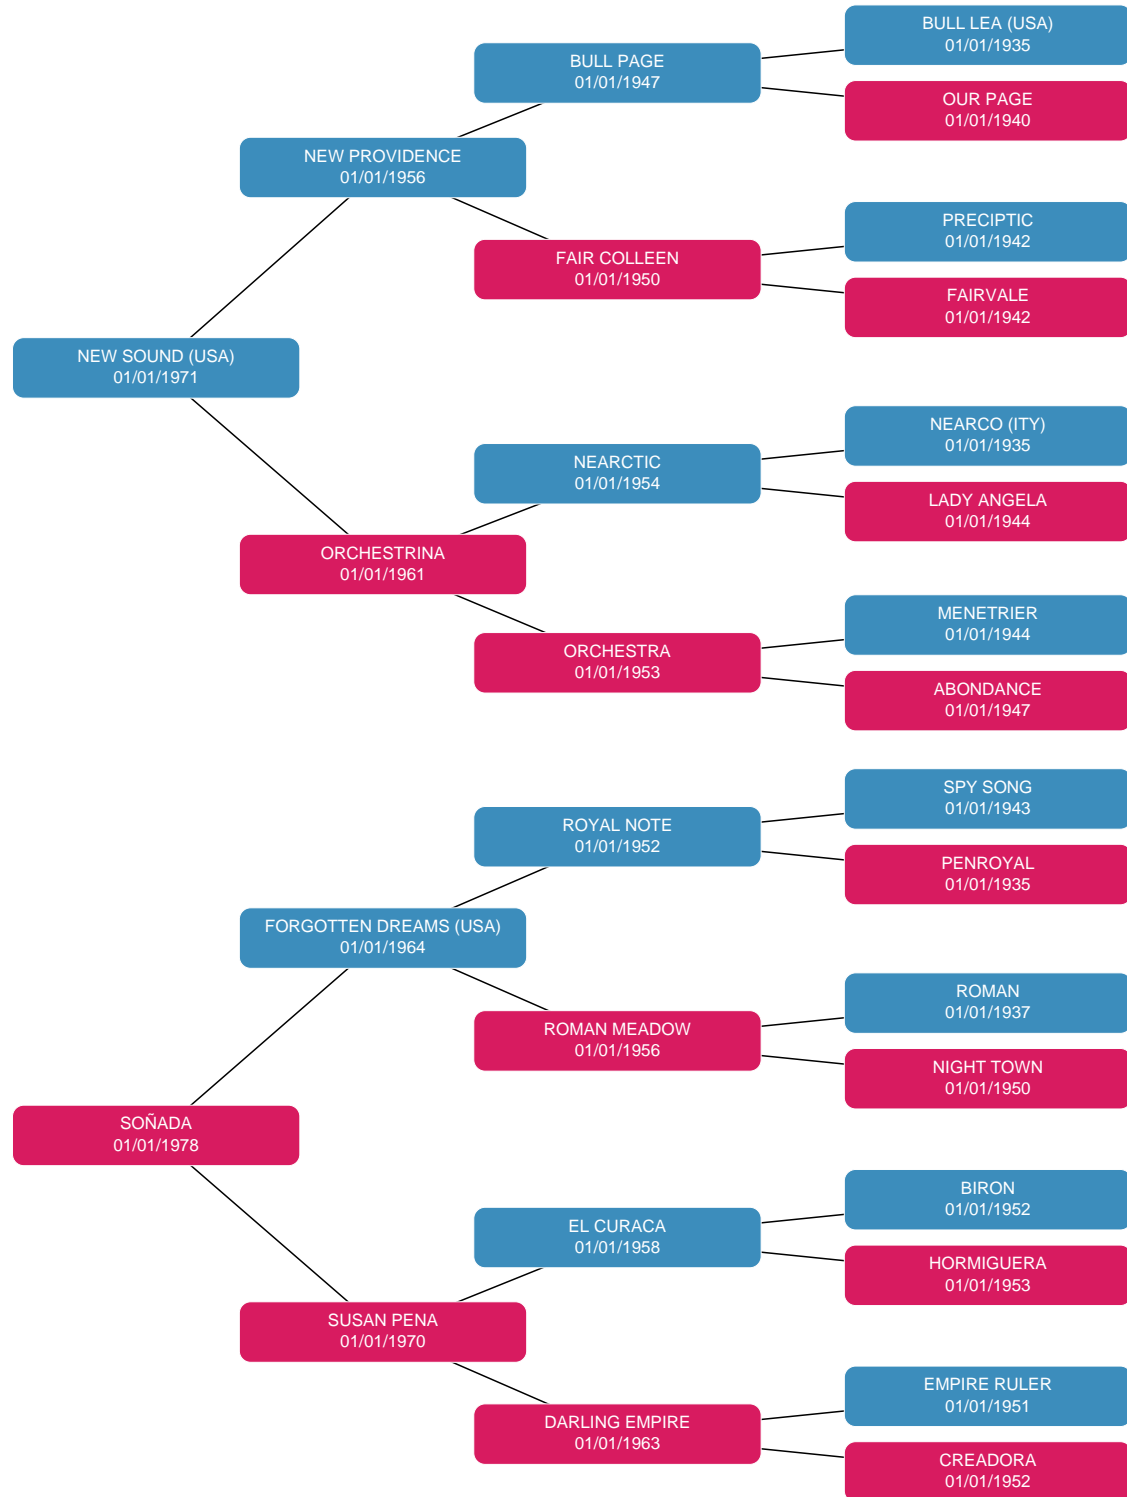 BULL LEA (USA)
01/01/1935
BULL PAGE
01/01/1947
OUR PAGE
01/01/1940
NEW PROVIDENCE
01/01/1956
PRECIPTIC
01/01/1942
FAIR COLLEEN
01/01/1950
FAIRVALE
01/01/1942
NEW SOUND (USA)
01/01/1971
NEARCO (ITY)
01/01/1935
NEARCTIC
01/01/1954
LADY ANGELA
01/01/1944
ORCHESTRINA
01/01/1961
MENETRIER
01/01/1944
ORCHESTRA
01/01/1953
ABONDANCE
01/01/1947
SPY SONG
01/01/1943
ROYAL NOTE
01/01/1952
PENROYAL
01/01/1935
FORGOTTEN DREAMS (USA)
01/01/1964
ROMAN
01/01/1937
ROMAN MEADOW
01/01/1956
NIGHT TOWN
01/01/1950
SOÑADA
01/01/1978
BIRON
01/01/1952
EL CURACA
01/01/1958
HORMIGUERA
01/01/1953
SUSAN PENA
01/01/1970
EMPIRE RULER
01/01/1951
DARLING EMPIRE
01/01/1963
CREADORA
01/01/1952